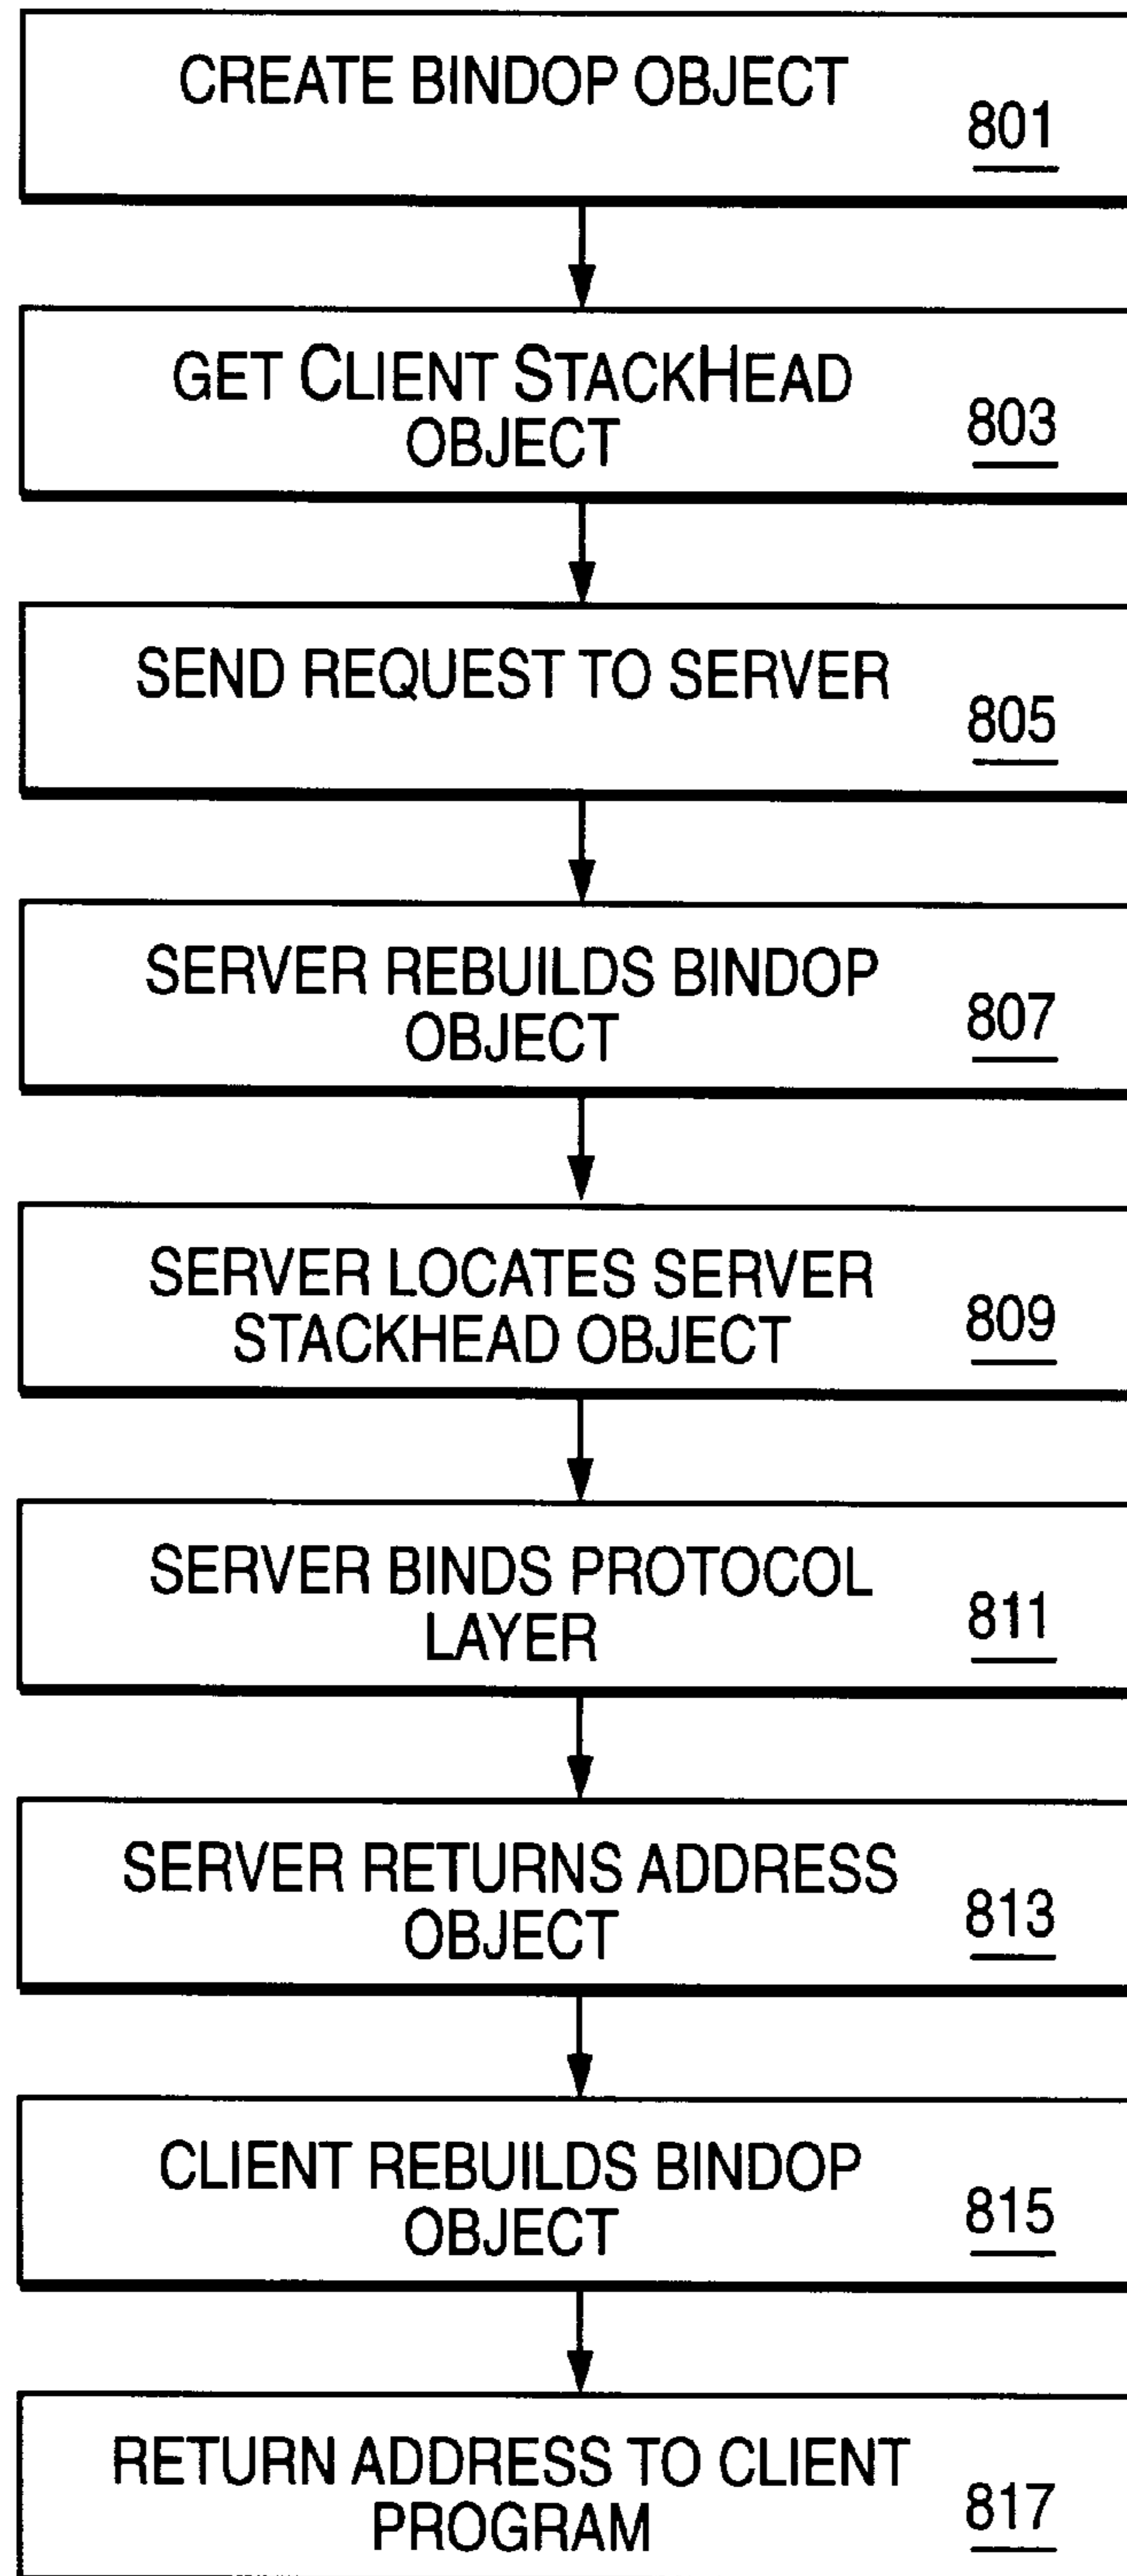 CREATE BINDOP OBJECT
801
GET CLIENT STACKHEAD
OBJECT
803
SEND REQUEST TO SERVER
805
SERVER REBUILDS BINDOP
OBJECT
807
SERVER LOCATES SERVER
STACKHEAD OBJECT
809
SERVER BINDS PROTOCOL
LAYER
811
SERVER RETURNS ADDRESS
OBJECT
813
CLIENT REBUILDS BINDOP
OBJECT
815
RETURN ADDRESS TO CLIENT
PROGRAM
817